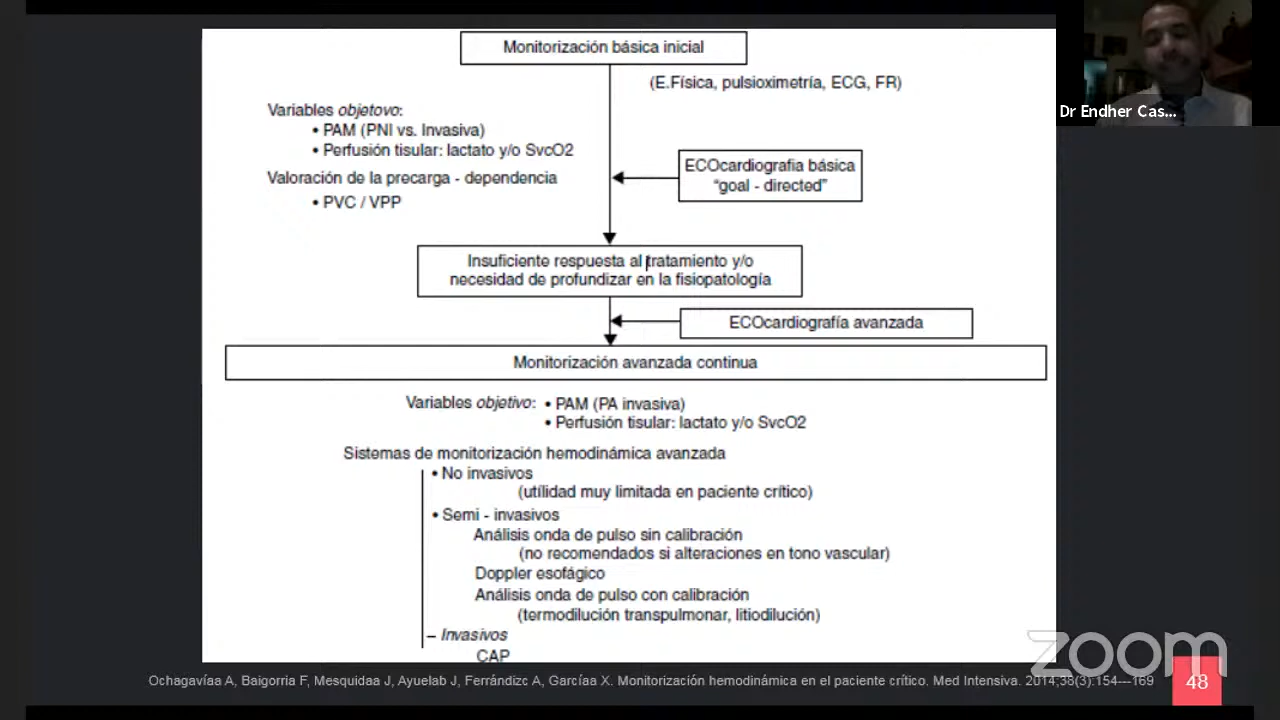 Monitorización básica inicial
(E.Física, pulsioximetría, ECG, FR)
Variables objetovo:
• PAM (PNI vs. Invasiva)
• Perfusión tisular: lactato y/o SvcO2
Valoración de la precarga - dependencia
• PVC / VPP
ECOcardiografia básica
“goal - directed”
Insuficiente respuesta al tratamiento y/o
necesidad de profundizar en la fisiopatología
ECOcardiografía avanzada
Monitorización avanzada continua
Variables objetivo: • PAM (PA invasiva)
• Perfusión tisular: lactato y/o SvcO2
Sistemas de monitorización hemodinámica avanzada
• No invasivos
(utílidad muy limitada en paciente crítico)
• Semi - invasivos
Análisis onda de pulso sin calibración
(no recomendados si alteraciones en tono vascular)
Doppler esofágico
Análisis onda de pulso con calibración
(termodilución transpulmonar, litiodilución)
– Invasivos
CAP
Ochagavíaa A, Baigorria F, Mesquidaa J, Ayuelab J, Ferrándizc A, Garcíaa X. Monitorización hemodinámica en el paciente crítico. Med Intensiva. 2014;38(3):154---169
48
zoom
Dr Endher Cas...